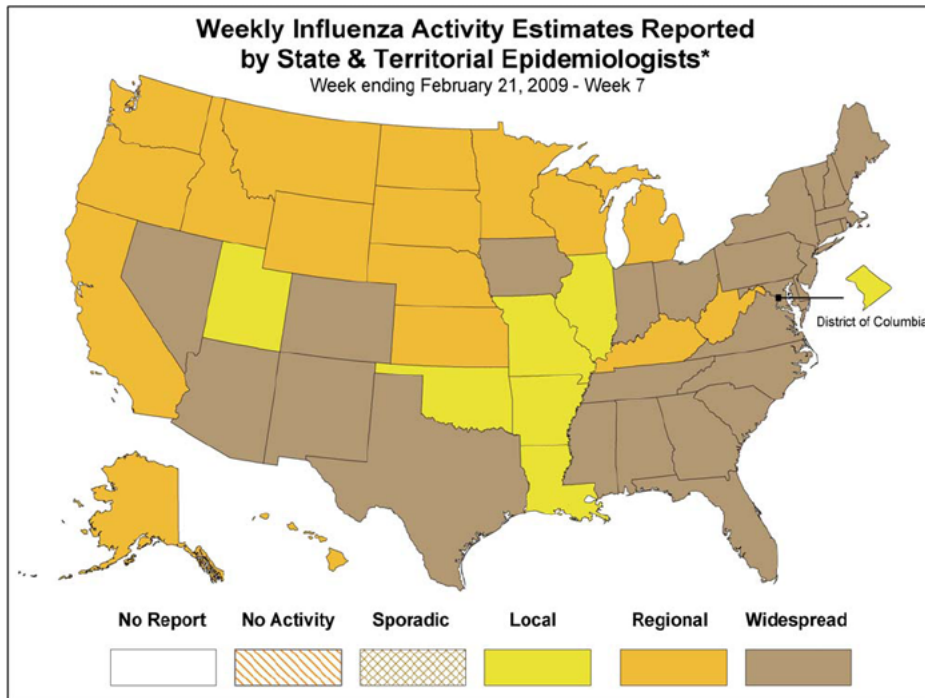 Weekly Influenza Activity Estimates Reported
by State & Territorial Epidemiologists*
Week ending February 21, 2009 - Week 7
District of Columbia
No Report No Activity Sporadic Local Regional Widespread